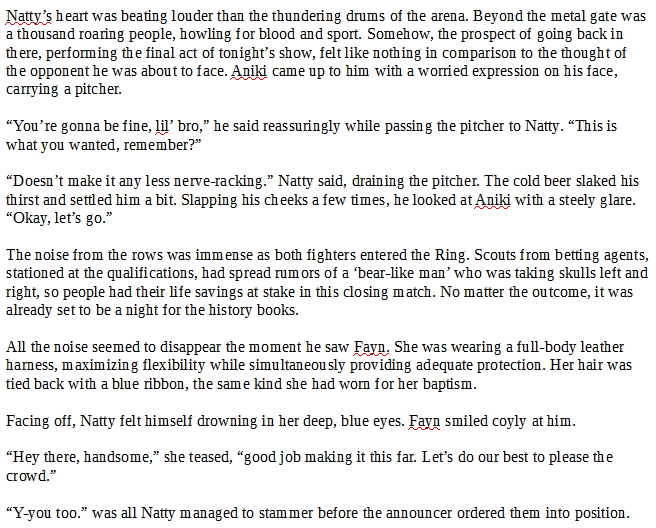 Natty’s heart was beating louder than the thundering drums of the arena. Beyond the metal gate was
a thousand roaring people, howling for blood and sport. Somehow, the prospect of going back in
there, performing the final act of tonight’s show, felt like nothing in comparison to the thought of
the opponent he was about to face. Aniki came up to him with a worried expression on his face,
carrying a pitcher.
“You’re gonna be fine, lil’ bro,” he said reassuringly while passing the pitcher to Natty. “This is
what you wanted, remember?”
“Doesn’t make it any less nerve-racking.” Natty said, draining the pitcher. The cold beer slaked his
thirst and settled him a bit. Slapping his cheeks a few times, he looked at Aniki with a steely glare.
“Okay, let’s go.”
The noise from the rows was immense as both fighters entered the Ring. Scouts from betting agents,
stationed at the qualifications, had spread rumors of a ‘bear-like man’ who was taking skulls left and
right, so people had their life savings at stake in this closing match. No matter the outcome, it was
already set to be a night for the history books.
All the noise seemed to disappear the moment he saw Fayn. She was wearing a full-body leather
harness, maximizing flexibility while simultaneously providing adequate protection. Her hair was
tied back with a blue ribbon, the same kind she had worn for her baptism.
Facing off, Natty felt himself drowning in her deep, blue eyes. Fayn smiled coyly at him.
“Hey there, handsome,” she teased, “good job making it this far. Let’s do our best to please the
crowd.”
“Y-you too.” was all Natty managed to stammer before the announcer ordered them into position.